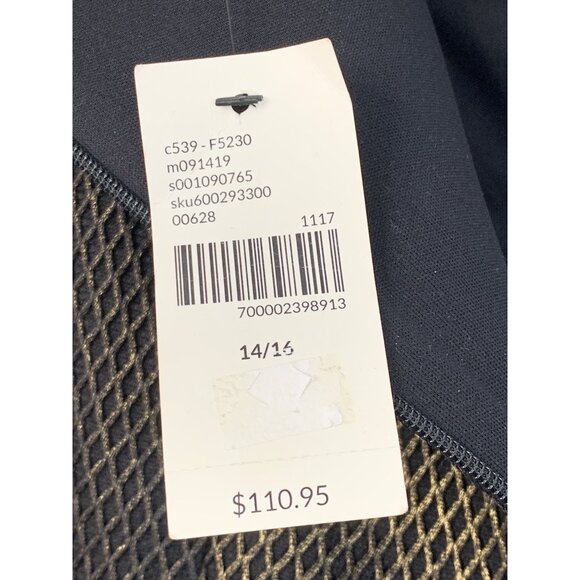 c539 - F5230
m091419
s001090765
sku600293300
00628 1117
700002398913
14/16
$110.95